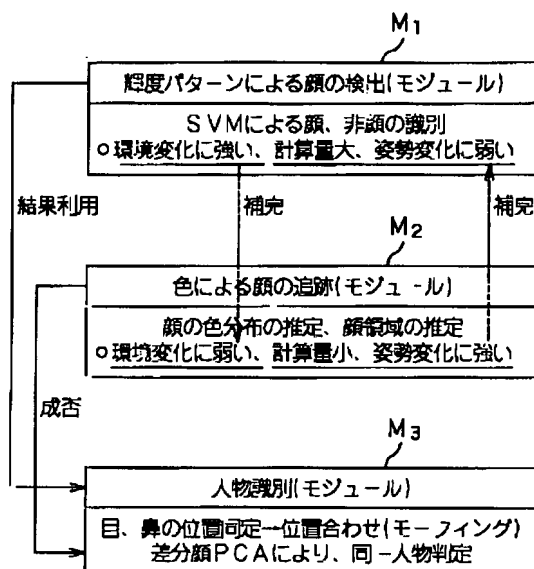 M1
輝度パターンによる顔の検出(モジュール)
SVMによる顔、非顔の識別
○環境変化に強い、計算量大、姿勢変化に弱い
結果利用
補完
補完
M2
色による顔の追跡(モジュール)
顔の色分布の推定、顔領域の推定
○環境変化に弱い、計算量小、姿勢変化に強い
成否
M3
人物識別(モジュール)
目、鼻の位置同定—位置合わせ(モーフィング)
差分顔PCAにより、同一人物判定